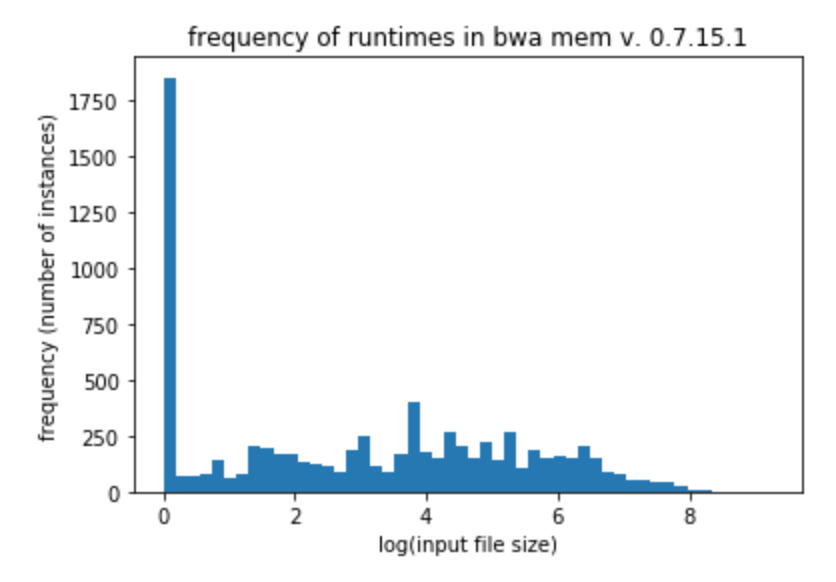 frequency of runtimes in bwa mem v. 0.7.15.1
frequency (number of instances)
1750
1500
1250
1000
750
500
250
0
0 2 4 6 8
log(input file size)